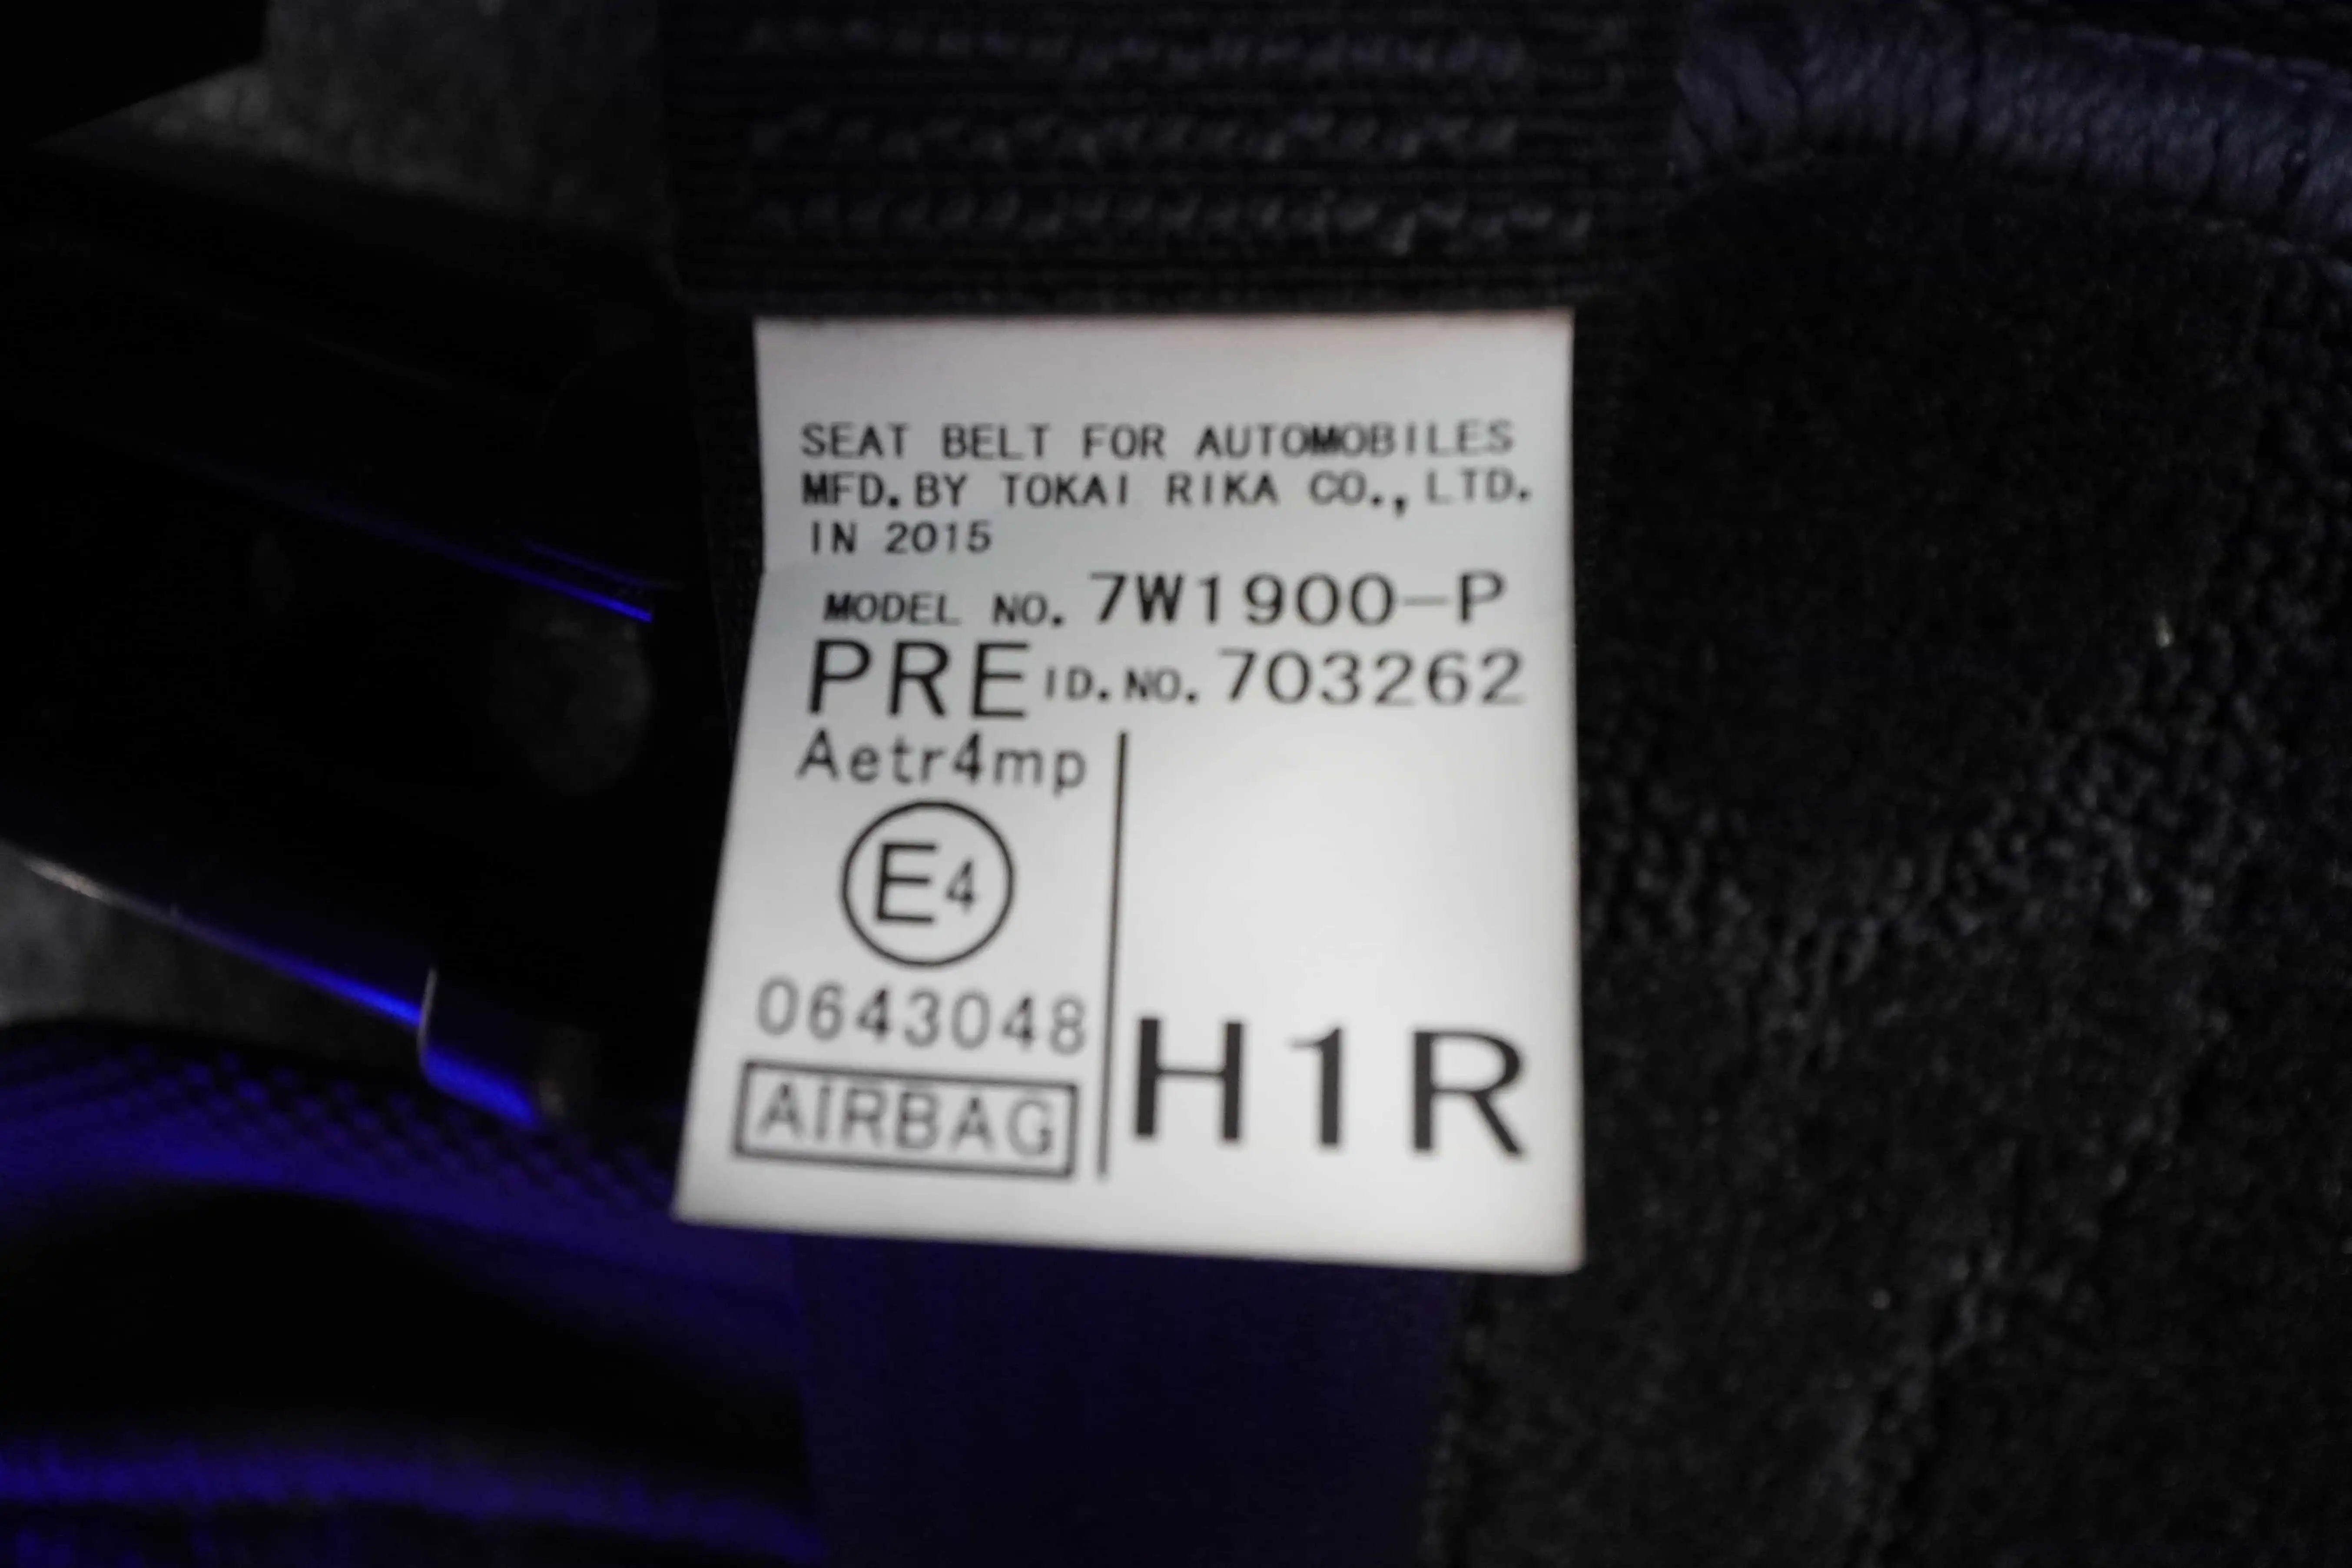 SEAT BELT FOR AUTOMOBILES
MFD. BY TOKAI RIKA CO., LTD.
IN 2015
MODEL NO. 7W1900-P
PRE ID. NO. 703262
Aetr4mp
E4
0643048
AIRBAG
H1R